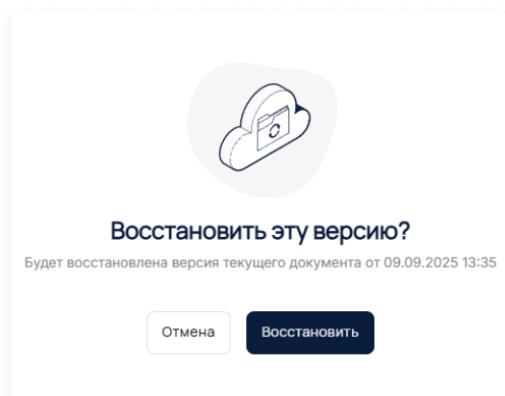 Восстановить эту версию?
Будет восстановлена версия текущего документа от 09.09.2025 13:35
Отмена
Восстановить